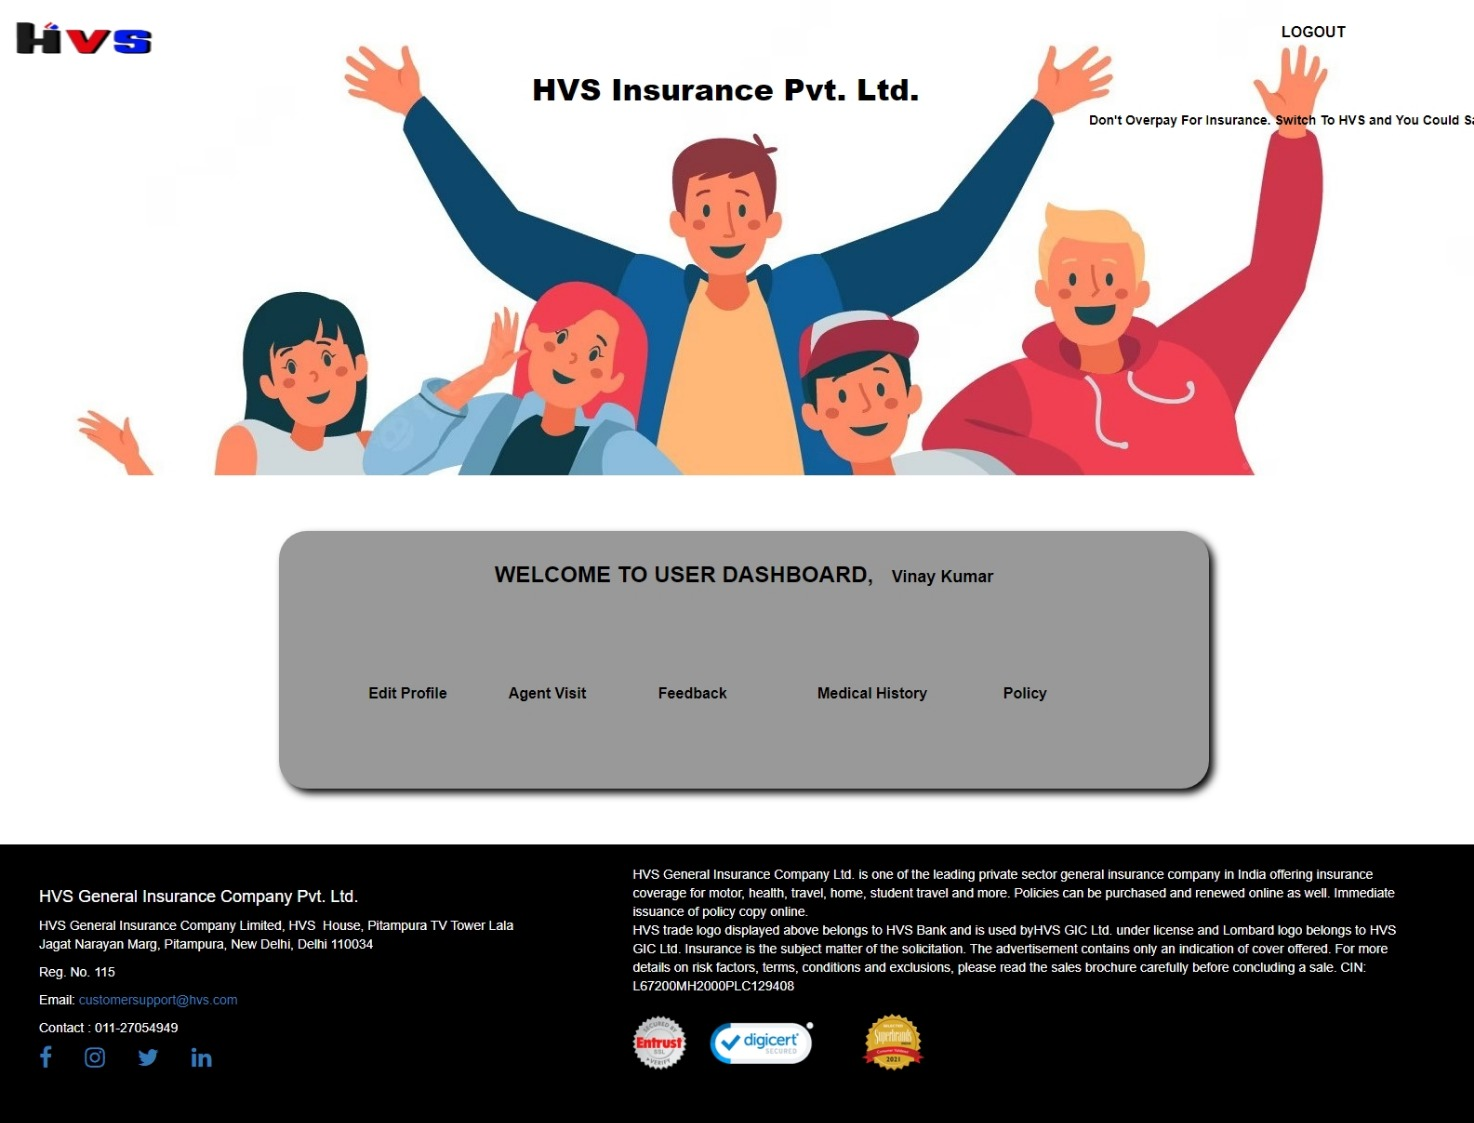 HVS
LOGOUT
HVS Insurance Pvt. Ltd.
Don't Overpay For Insurance. Switch To HVS and You Could
WELCOME TO USER DASHBOARD, Vinay Kumar
Edit Profile Agent Visit Feedback Medical History Policy
HVS General Insurance Company Pvt. Ltd.
HVS General Insurance Company Limited, HVS House, Pitampura TV Tower Lala
Jagat Narayan Marg, Pitampura, New Delhi, Delhi 110034
Reg. No. 115
Email: customersupport@hvs.com
Contact : 011-27054949
HVS General Insurance Company Ltd. is one of the leading private sector general insurance company in India offering insurance
coverage for motor, health, travel, home, student travel and more. Policies can be purchased and renewed online as well. Immediate
issuance of policy copy online.
HVS trade logo displayed above belongs to HVS Bank and is used byHVS GIC Ltd. under license and Lombard logo belongs to HVS
GIC Ltd. Insurance is the subject matter of the solicitation. The advertisement contains only an indication of cover offered. For more
details on risk factors, terms, conditions and exclusions, please read the sales brochure carefully before concluding a sale. CIN:
L67200MH2000PLC129408
SECURED BY
Entrust
SSL
VERIFY
digicert
SECURED
Superbrands
2021